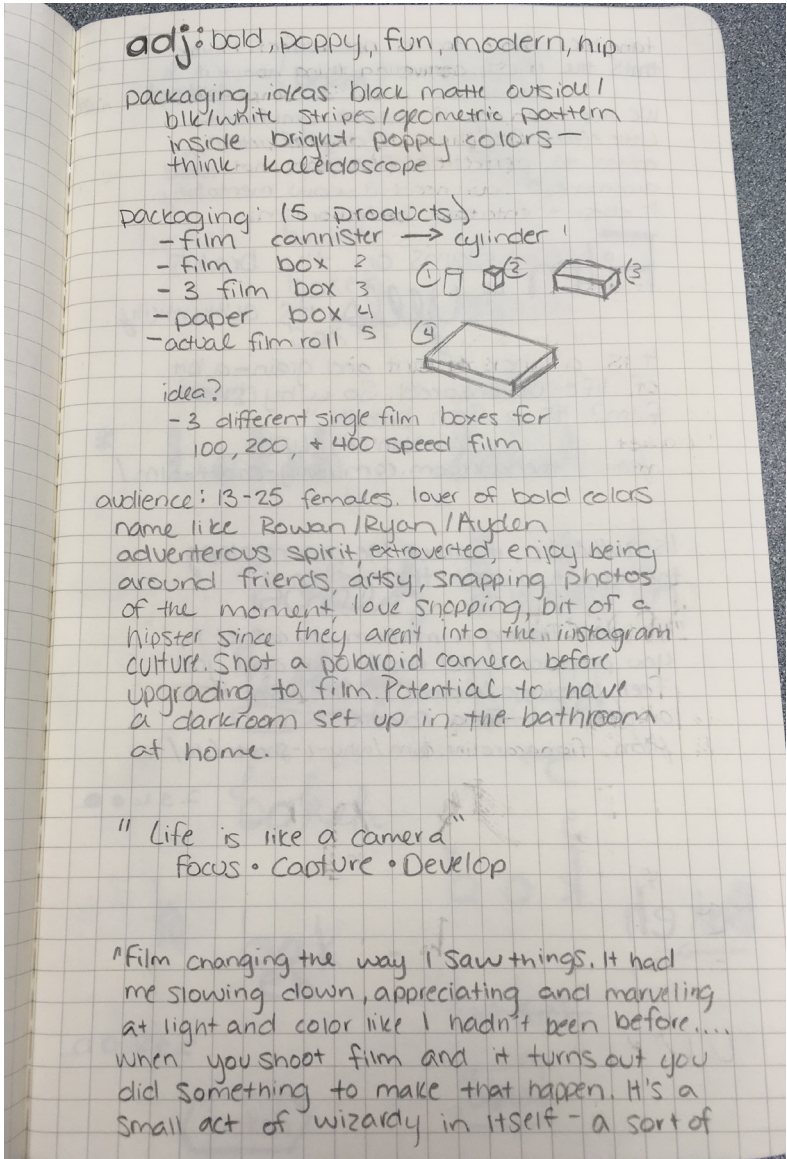 adj: bold, poppy, fun, modern, hip
packaging ideas: black matte outside/
blk/white stripes/geometric pattern
inside bright poppy colors—
think kaleidoscope
packaging: (5 products)
- film cannister → cylinder 1
- film box 2
- 3 film box 3
- paper box 4
- actual film roll 5
1 2 3
4
idea?
- 3 different single film boxes for
100, 200, + 400 speed film
audience: 13-25 females. lover of bold colors
name like Rowan/Ryan/Ayden
adventerous spirit, extroverted, enjoy being
around friends, artsy, snapping photos
of the moment, love shopping, bit of a
hipster since they arent into the "instagram"
culture. Shot a polaroid camera before
upgrading to film. Potential to have
a darkroom set up in the bathroom
at home.
"Life is like a camera"
Focus • Capture • Develop
"Film changing the way I saw things. It had
me slowing down, appreciating and marveling
at light and color like I hadn't been before....
when you shoot film and it turns out you
did something to make that happen. It's a
small act of wizardy in itself - a sort of